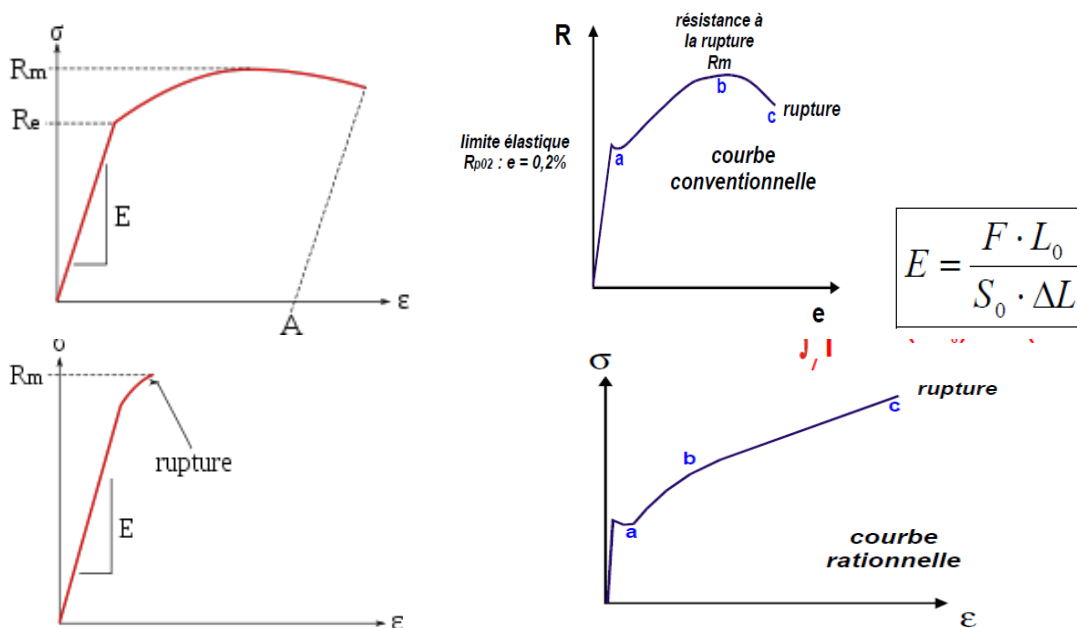 σ
Rm
Re
E
ε
A
R
résistance à
la rupture
Rm
b
c
rupture
limite élastique
Rp02 : e = 0,2%
a
courbe
conventionnelle
e
E = F · L0 / S0 · ΔL
σ
Rm
rupture
E
ε
σ
rupture
c
b
a
courbe
rationnelle
ε